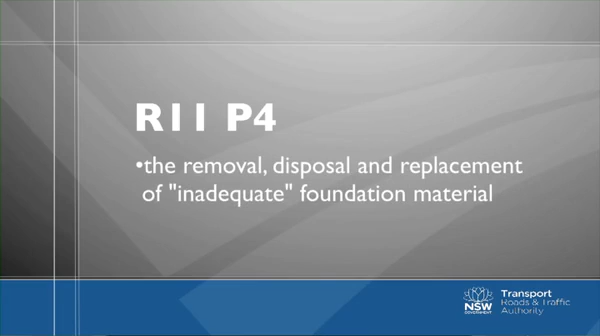 R11 P4
•the removal, disposal and replacement
of "inadequate" foundation material
NSW
GOVERNMENT
Transport
Roads & Traffic
Authority